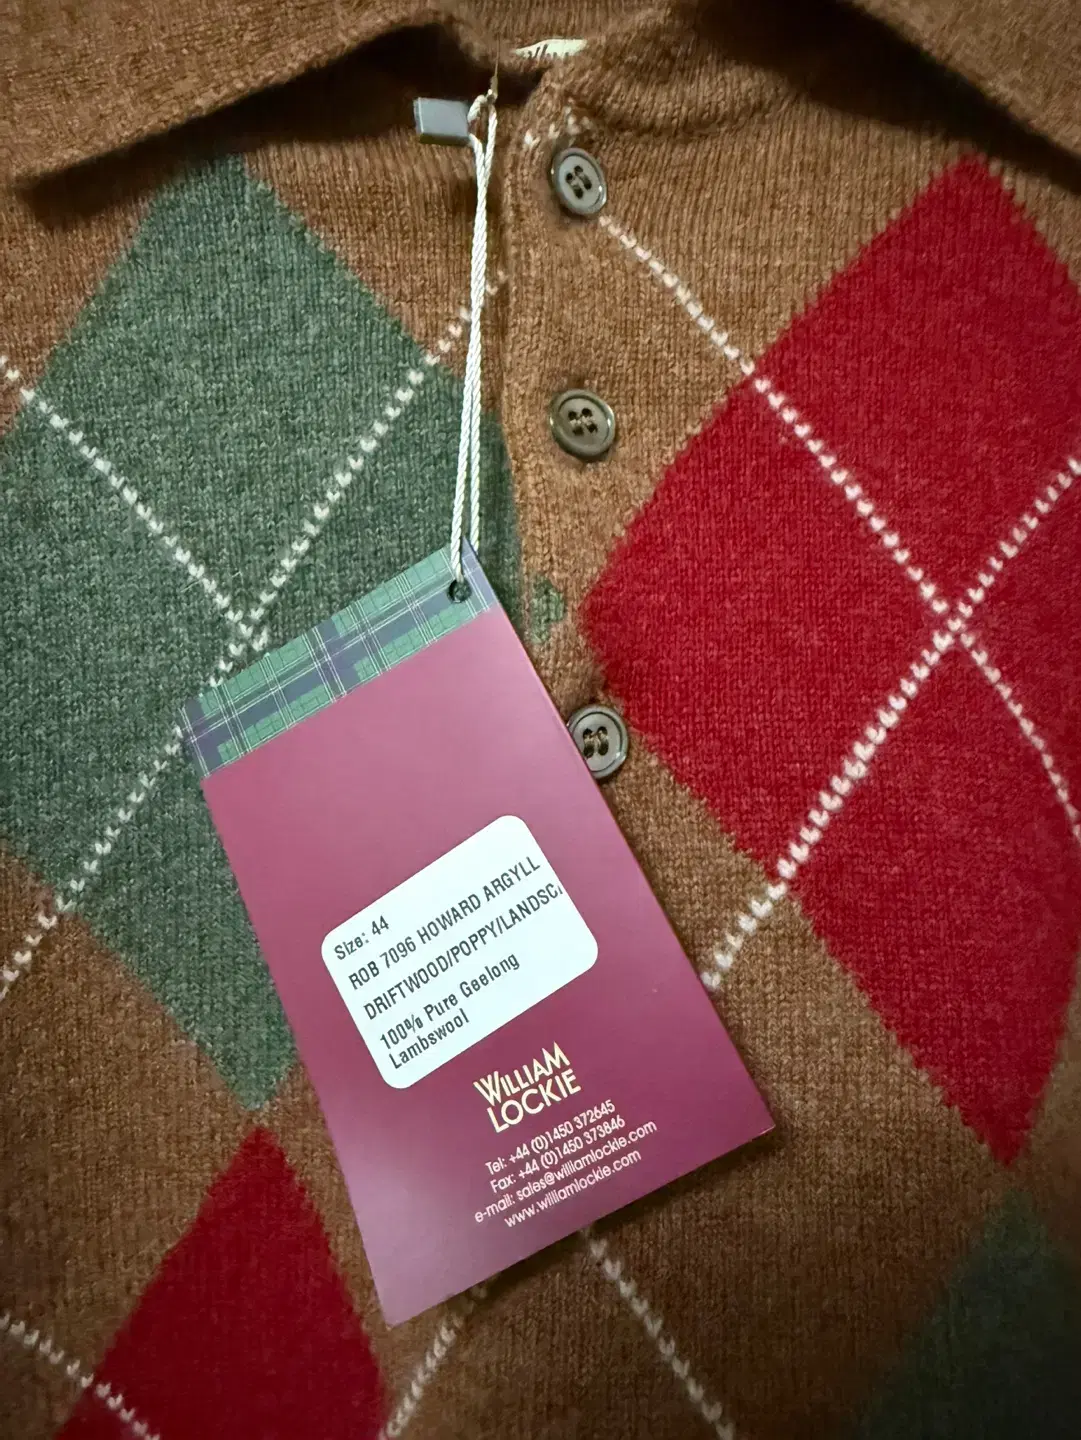 Size: 44
ROB 7096 HOWARD ARGYLL
DRIFTWOOD/POPPY/LANDSC
100% Pure Geelong
Lambswool
WILLIAM
LOCKIE
Tel: +44 (0)1450 372645
Fax: +44 (0)1450 373846
e-mail: sales@williamlockie.com
www.williamlockie.com